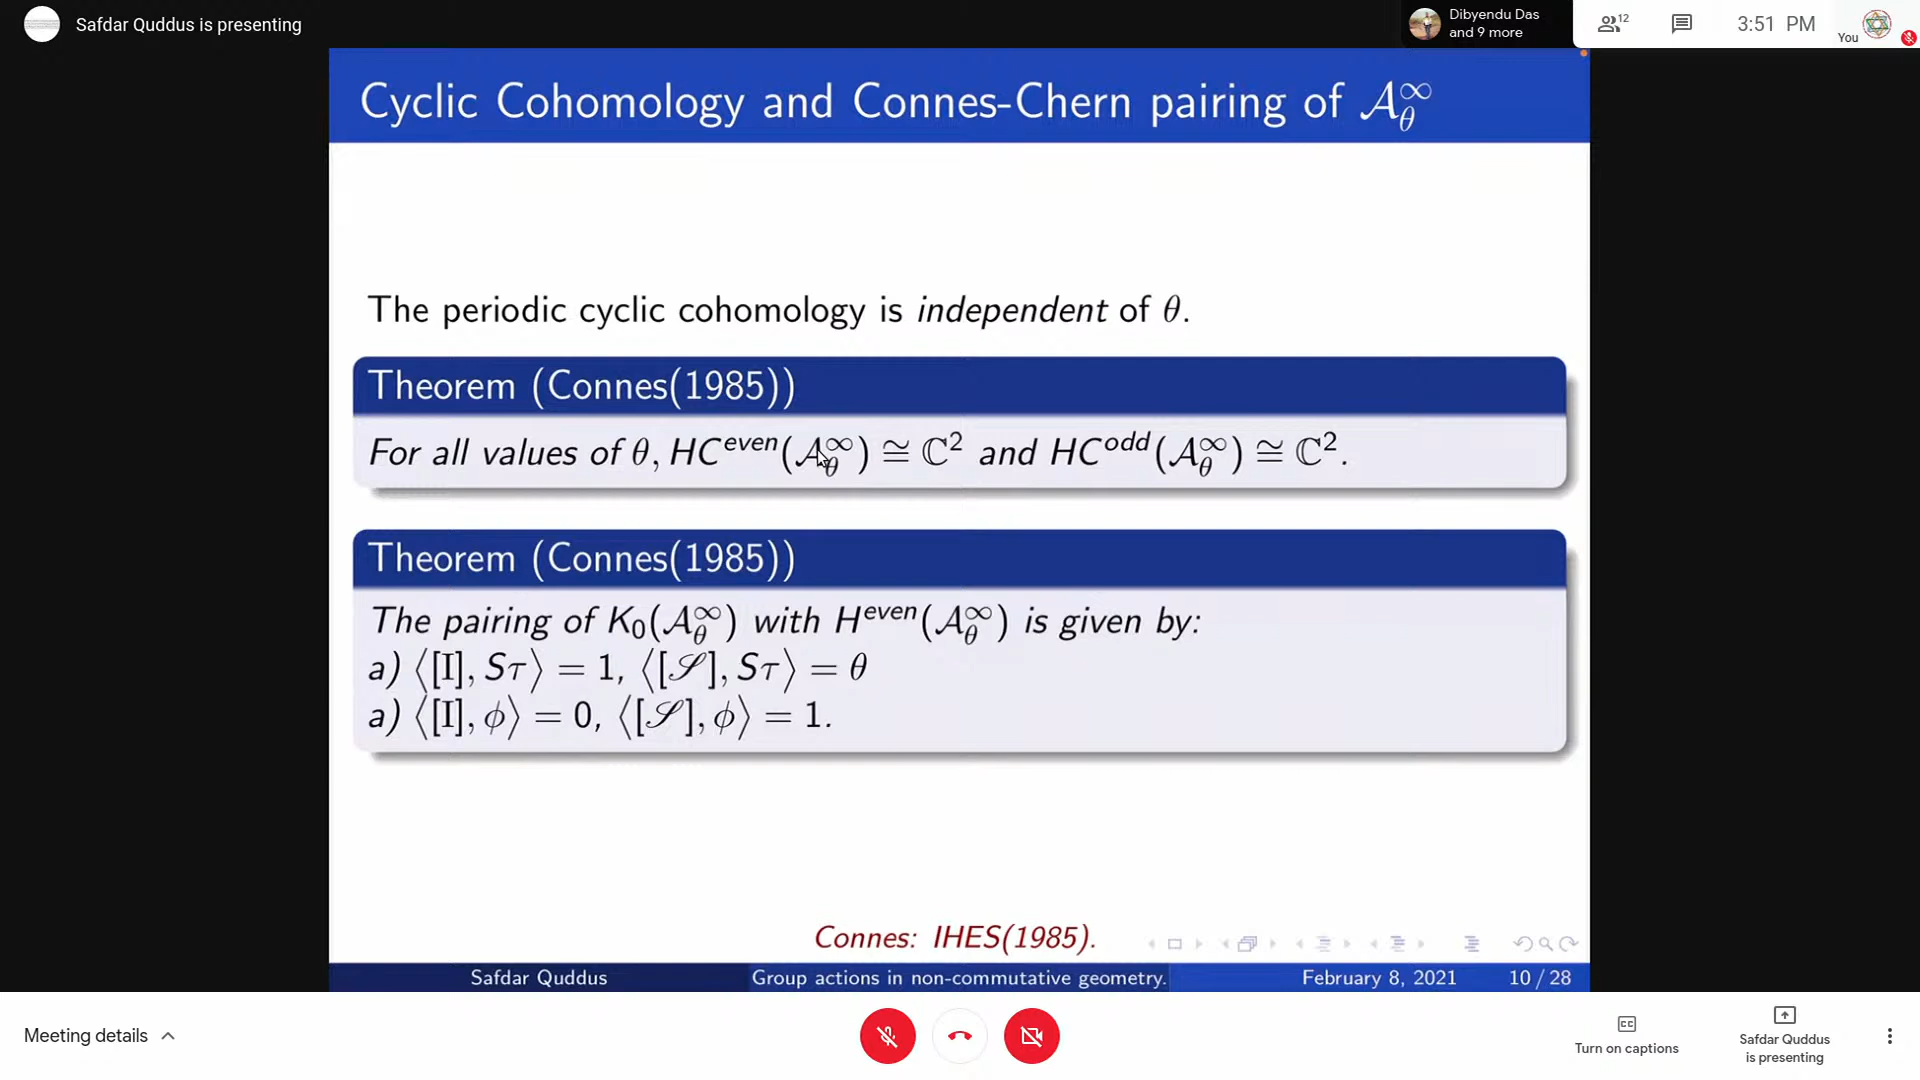 Safdar Quddus is presenting
Dibyendu Das
and 9 more
12
3:51 PM
You
Cyclic Cohomology and Connes-Chern pairing of 𝒜_θ^∞
The periodic cyclic cohomology is independent of θ.
Theorem (Connes(1985))
For all values of θ, HC^even(𝒜_θ^∞) ≅ ℂ² and HC^odd(𝒜_θ^∞) ≅ ℂ².
Theorem (Connes(1985))
The pairing of K₀(𝒜_θ^∞) with H^even(𝒜_θ^∞) is given by:
a) ⟨[I], Sτ⟩ = 1, ⟨[𝒮], Sτ⟩ = θ
a) ⟨[I], ϕ⟩ = 0, ⟨[𝒮], ϕ⟩ = 1.
Connes: IHES(1985).
Safdar Quddus Group actions in non-commutative geometry. February 8, 2021 10 / 28
Meeting details
CC
Turn on captions
Safdar Quddus
is presenting